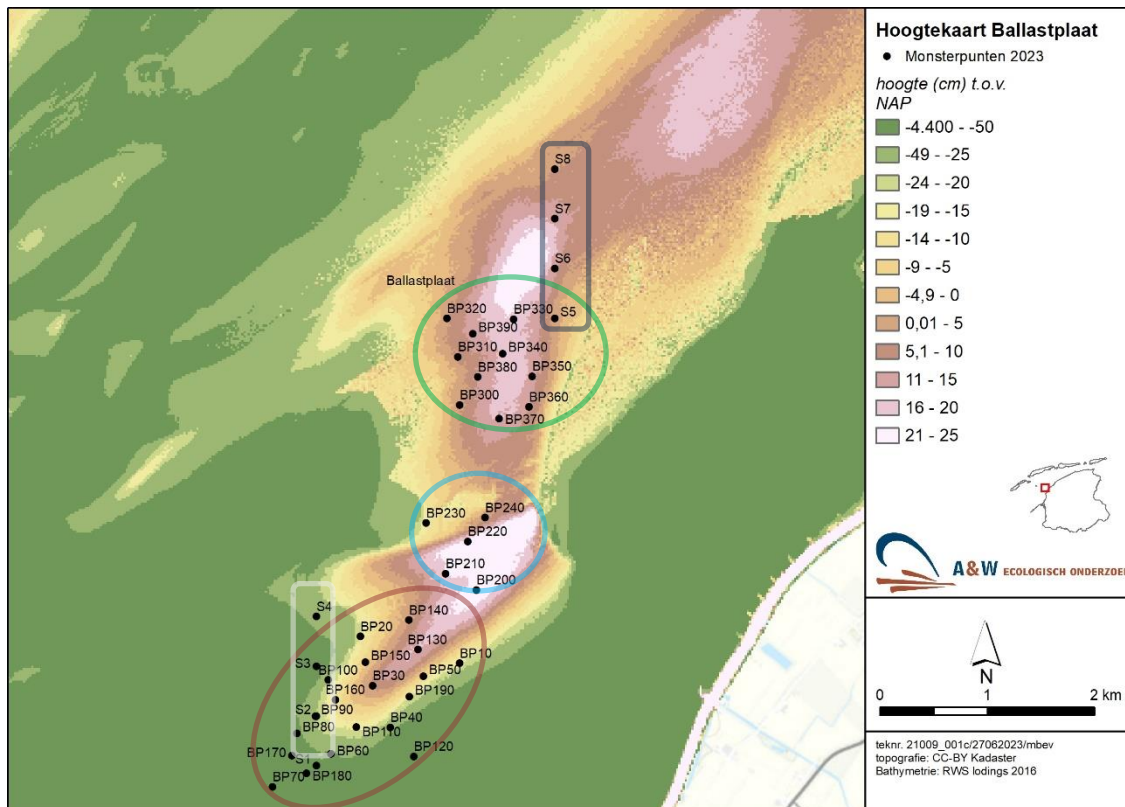 S8
S7
S6
Ballastplaat
BP320
BP330
S5
BP390
BP310
BP340
BP380
BP350
BP300
BP360
BP370
BP230
BP240
BP220
BP210
BP200
S4
BP140
BP20
BP130
BP150
BP10
S3
BP100
BP50
BP30
BP160
BP190
S2
BP90
BP80
BP110
BP40
BP170
S1
BP60
BP120
BP70
BP180
Hoogtekaart Ballastplaat
Monsterpunten 2023
hoogte (cm) t.o.v.
NAP
-4.400 - -50
-49 - -25
-24 - -20
-19 - -15
-14 - -10
-9 - -5
-4,9 - 0
0,01 - 5
5,1 - 10
11 - 15
16 - 20
21 - 25
A&W ECOLOGISCH ONDERZOEK
N
0 1 2 km
teknr. 21009_001c/27062023/mbev
topografie: CC-BY Kadaster
Bathymetrie: RWS lodings 2016